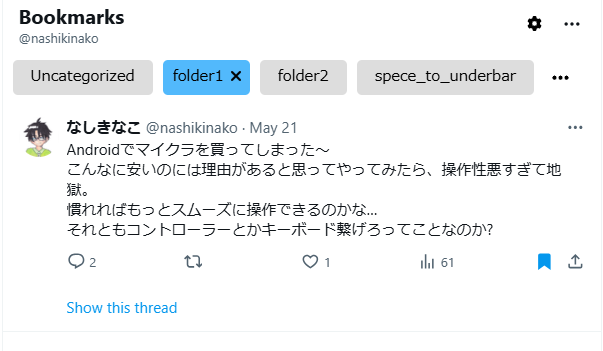 Bookmarks
@nashikinako
Uncategorized
folder1 ×
folder2
spece_to_underbar
なしきなこ @nashikinako · May 21
Androidでマイクラを買ってしまった～
こんなに安いのには理由があると思ってやってみたら、操作性悪すぎて地
獄。
慣れればもっとスムーズに操作できるのかな...
それともコントローラーとかキーボード繋げろってことなのか?
2
1
61
Show this thread